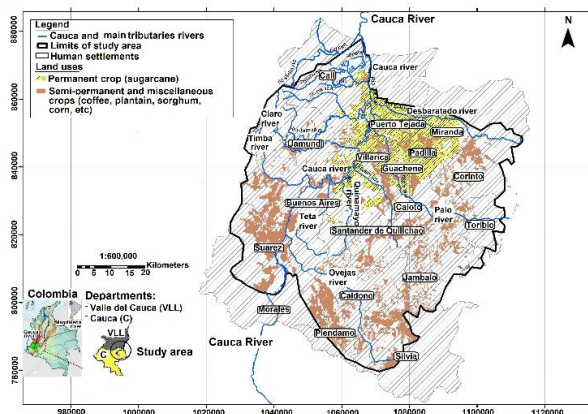 Cauca River
N
Legend
Cauca and main tributaries rivers
Limits of study area
Human settlements
Land uses
Permanent crop (sugarcane)
Semi-permanent and miscellaneous
crops (coffee, plantain, sorghum,
corn, etc)
Cauca river
Cali
Desbaratado river
Claro
river
Puerto Tejada
Miranda
Timba
river
Jamundi
Padilla
Villarica
Guachene
Cauca river
Corinto
Buenos Aires
Quinamayo
river
Caloto
Palo
river
Teta
river
Santander de Quilichao
Toribio
Suarez
1:600,000
0 5 10 15 20
Kilometers
Ovejas
river
Jambalo
Caldono
Colombia
Departments:
- Valle del Cauca (VLL)
- Cauca (C)
Morales
VLL
C
Study area
Piendamo
Cauca River
Silvia
880000
860000
840000
820000
800000
780000
980000
1000000
1020000
1040000
1060000
1080000
1100000
1120000